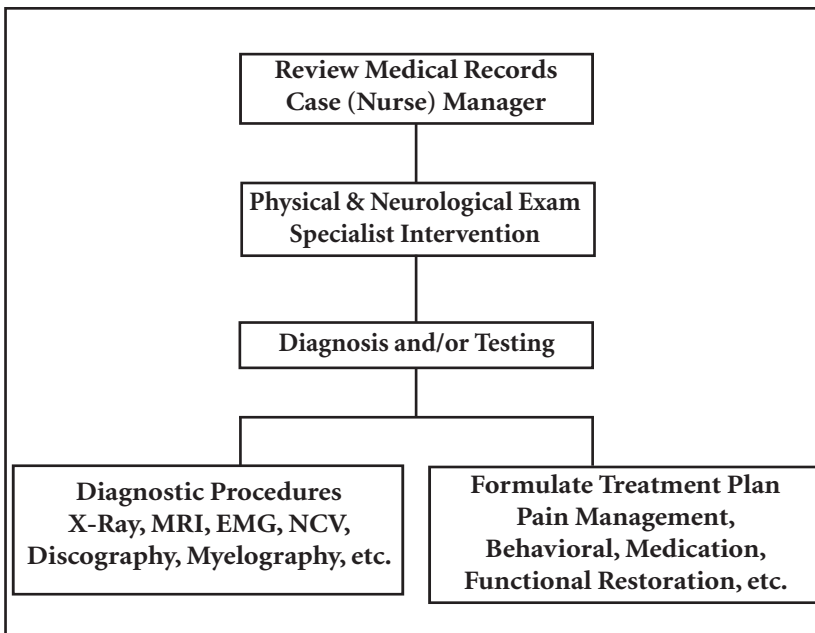 Review Medical Records
Case (Nurse) Manager
Physical & Neurological Exam
Specialist Intervention
Diagnosis and/or Testing
Diagnostic Procedures
X-Ray, MRI, EMG, NCV,
Discography, Myelography, etc.
Formulate Treatment Plan
Pain Management,
Behavioral, Medication,
Functional Restoration, etc.